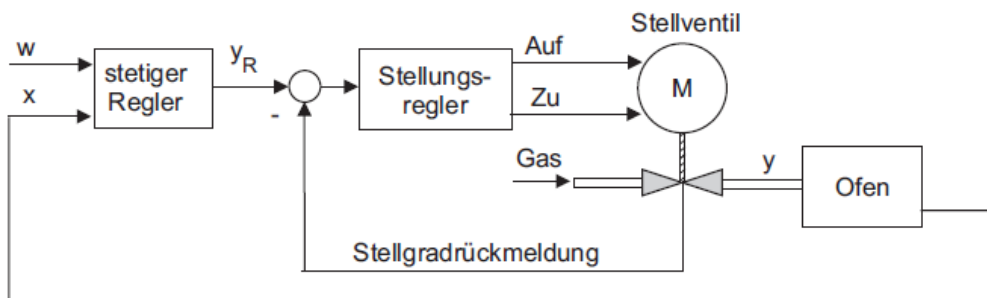 Stellventil
w
x
stetiger
Regler
y_R
-
Stellungs-
regler
Auf
Zu
M
Gas
y
Ofen
Stellgradrückmeldung